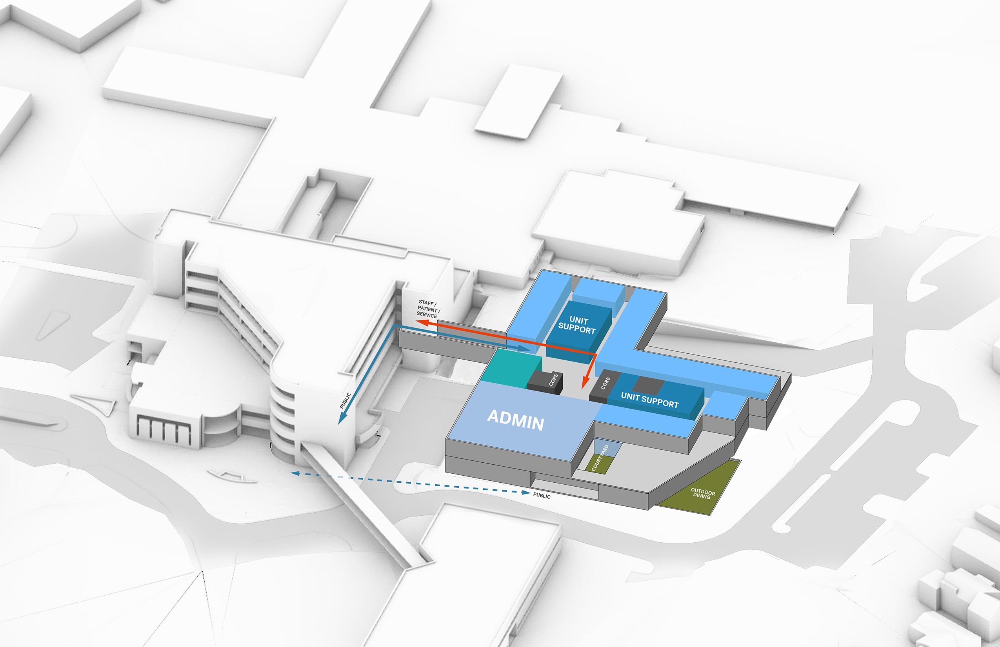 STAFF /
PATIENT /
SERVICE
UNIT
SUPPORT
CORE
CORE
UNIT SUPPORT
PUBLIC
ADMIN
COURTYARD
OUTDOOR
DINING
PUBLIC